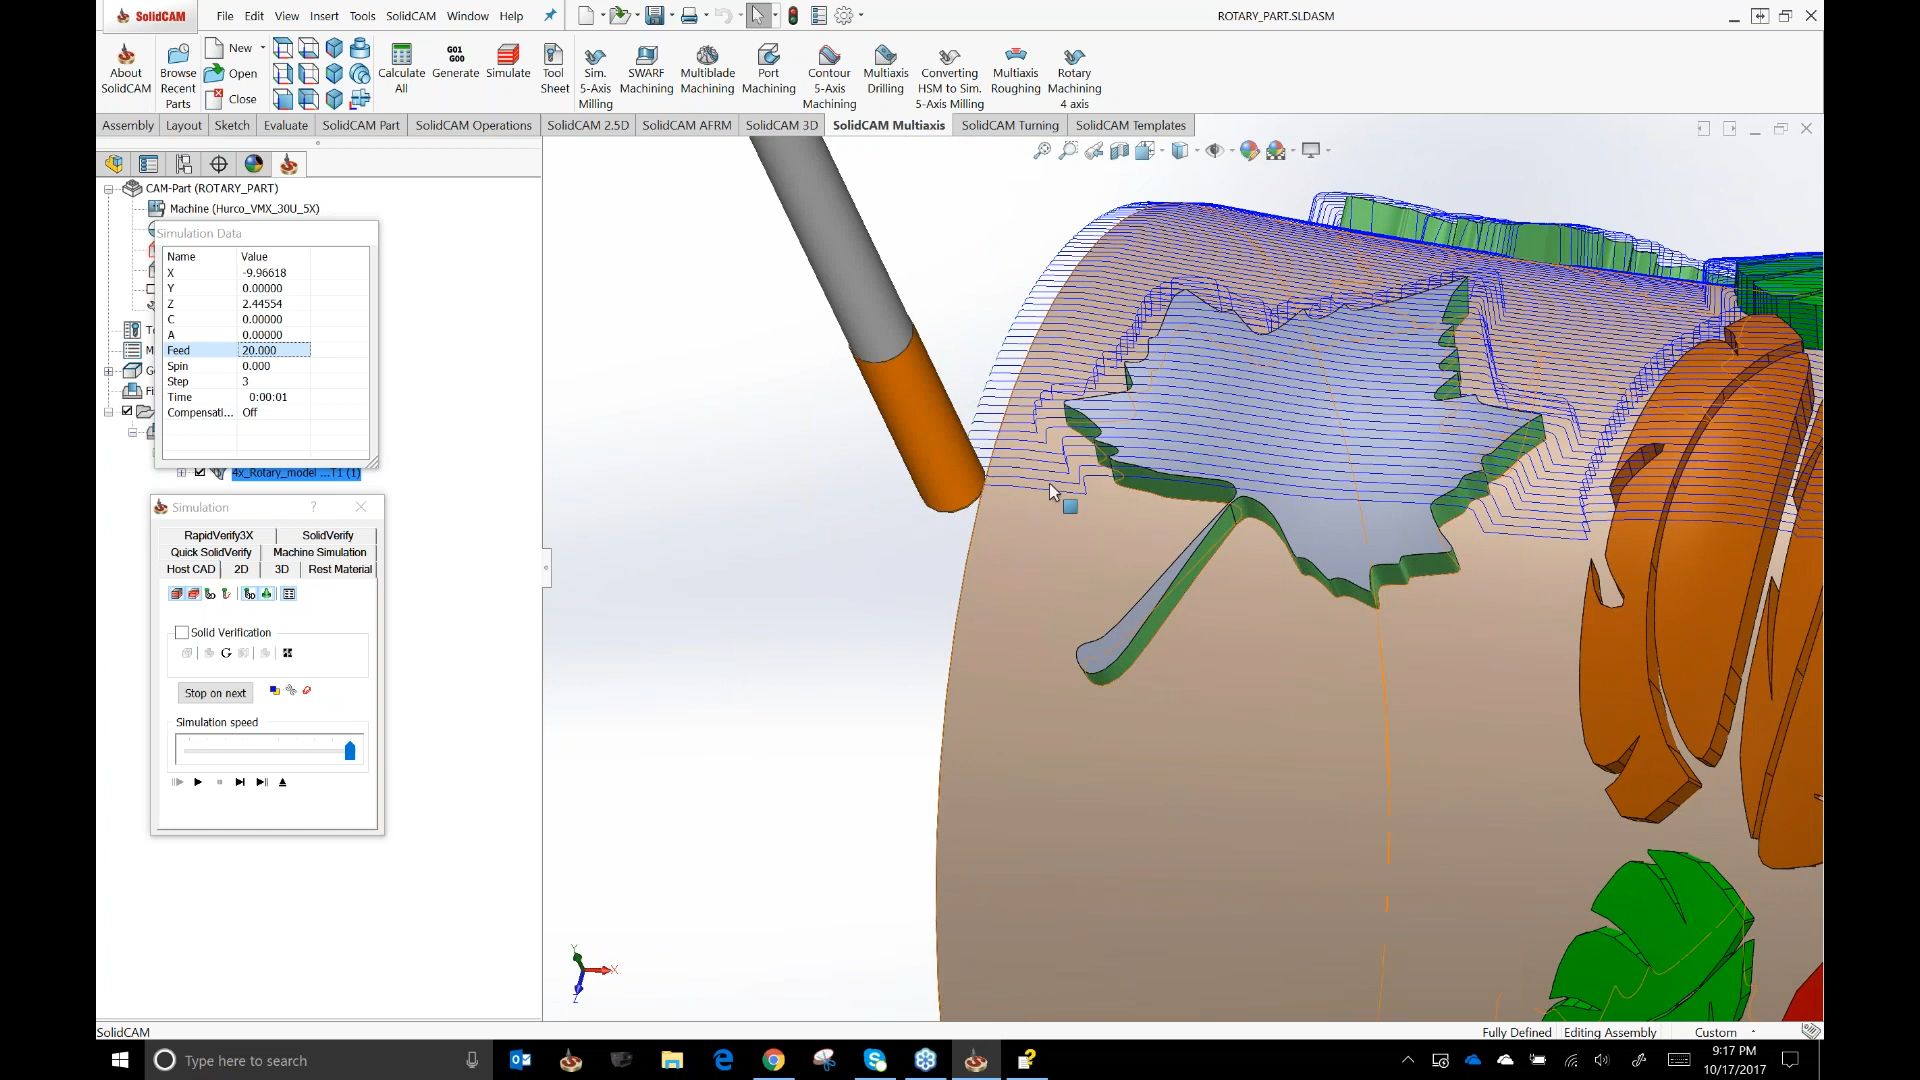 SolidCAM
File Edit View Insert Tools SolidCAM Window Help
ROTARY_PART.SLDASM
About SolidCAM
Browse Recent Parts
New
Open
Close
Calculate All
G01 G00
Generate
Simulate
Tool Sheet
Sim. 5-Axis Milling
SWARF Machining
Multiblade Machining
Port Machining
Contour 5-Axis Machining
Multiaxis Drilling
Converting HSM to Sim. 5-Axis Milling
Multiaxis Roughing
Rotary Machining 4 axis
Assembly Layout Sketch Evaluate SolidCAM Part SolidCAM Operations SolidCAM 2.5D SolidCAM AFRM SolidCAM 3D SolidCAM Multiaxis SolidCAM Turning SolidCAM Templates
CAM-Part (ROTARY_PART)
Machine (Hurco_VMX_30U_5X)
Simulation Data
Name Value
X -9.96618
Y 0.00000
Z 2.44554
C 0.00000
A 0.00000
Feed 20.000
Spin 0.000
Step 3
Time 0:00:01
Compensati... Off
4x_Rotary_model ...T1 (1)
Simulation ?
RapidVerify3X SolidVerify
Quick SolidVerify Machine Simulation
Host CAD 2D 3D Rest Material
Solid Verification
Stop on next
Simulation speed
Y
X
Z
SolidCAM
Fully Defined Editing Assembly Custom
Type here to search
9:17 PM
10/17/2017